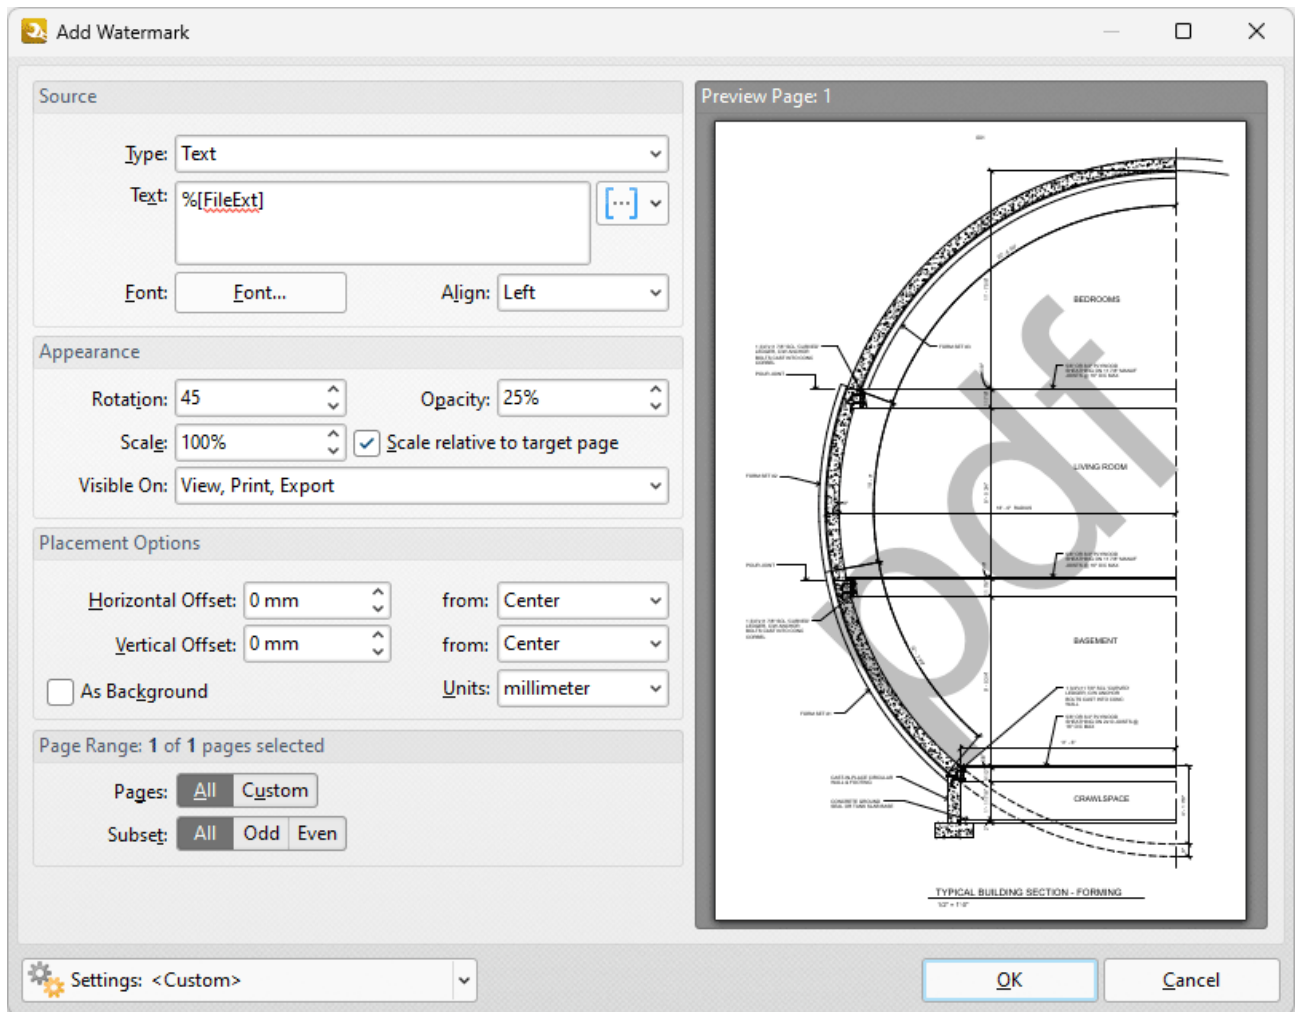 Add Watermark
Source
Type: Text
Text: %[FileExt]
Font: Font... Align: Left
Appearance
Rotation: 45 Opacity: 25%
Scale: 100% Scale relative to target page
Visible On: View, Print, Export
Placement Options
Horizontal Offset: 0 mm from: Center
Vertical Offset: 0 mm from: Center
As Background Units: millimeter
Page Range: 1 of 1 pages selected
Pages: All Custom
Subset: All Odd Even
Preview Page: 1
BEDROOMS
LIVING ROOM
BASEMENT
CRAWLSPACE
pdf
POUR JOINT
POUR JOINT
TYPICAL BUILDING SECTION - FORMING
Settings: <Custom>
OK
Cancel